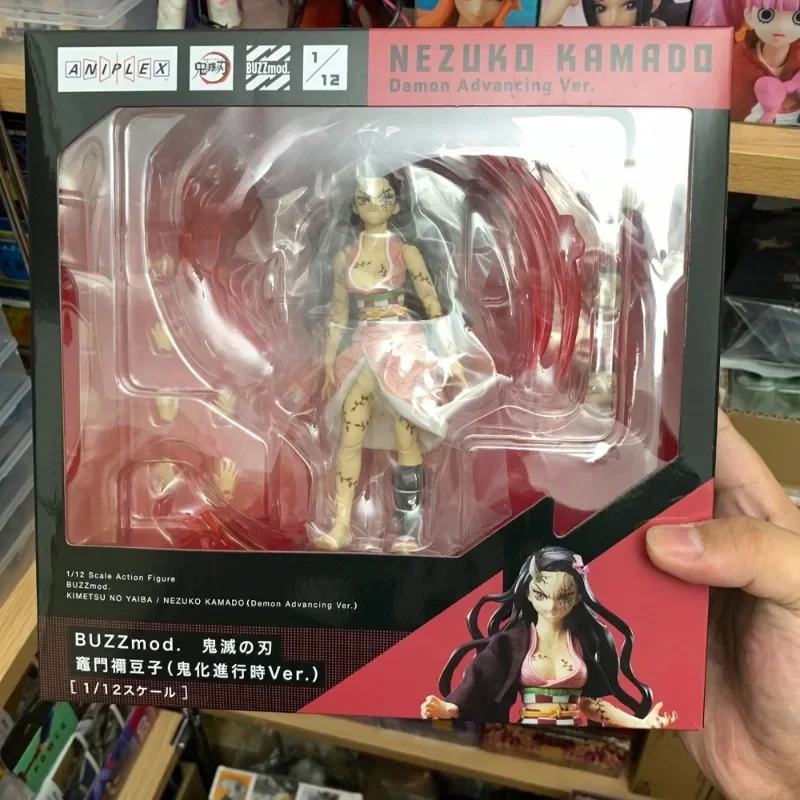 ANIPLEX
鬼滅刃
BUZZmod.
1/12
NEZUKO KAMADO
Demon Advancing Ver.
1/12 Scale Action Figure
BUZZmod.
KIMETSU NO YAIBA / NEZUKO KAMADO(Demon Advancing Ver.)
BUZZmod. 鬼滅の刃
竈門禰豆子(鬼化進行時Ver.)
[ 1/12スケール ]
POWER